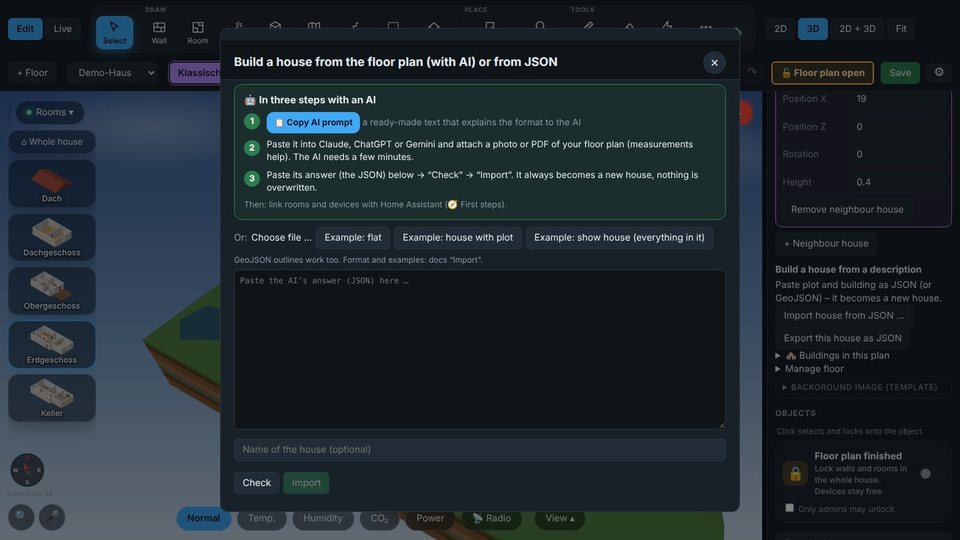 DRAW
PLACE
TOOLS
Edit
Live
Select
Wall
Room
2D
3D
2D + 3D
Fit
+ Floor
Demo-Haus
Klassisch
🔓 Floor plan open
Save
Rooms ▾
⌂ Whole house
Dach
Dachgeschoss
Obergeschoss
Erdgeschoss
Keller
W
E
S
View from SE
Build a house from the floor plan (with AI) or from JSON
✕
🤖 In three steps with an AI
1
📋 Copy AI prompt a ready-made text that explains the format to the AI
2
Paste it into Claude, ChatGPT or Gemini and attach a photo or PDF of your floor plan (measurements
help). The AI needs a few minutes.
3
Paste its answer (the JSON) below → “Check” → “Import”. It always becomes a new house, nothing is
overwritten.
Then: link rooms and devices with Home Assistant (🧭 First steps).
Or: Choose file ...
Example: flat
Example: house with plot
Example: show house (everything in it)
GeoJSON outlines work too. Format and examples: docs “Import”.
Paste the AI’s answer (JSON) here …
Name of the house (optional)
Check
Import
Normal
Temp.
Humidity
CO₂
Power
📡 Radio
View ▴
Position X
19
Position Z
0
Rotation
0
Height
0.4
Remove neighbour house
+ Neighbour house
Build a house from a description
Paste plot and building as JSON (or
GeoJSON) – it becomes a new house.
Import house from JSON ...
Export this house as JSON
▶ 🏘️ Buildings in this plan
▶ Manage floor
▶ BACKGROUND IMAGE (TEMPLATE)
OBJECTS
Click selects and locks onto the object
🔒
Floor plan finished
Lock walls and rooms in
the whole house.
Devices stay free.
Only admins may unlock